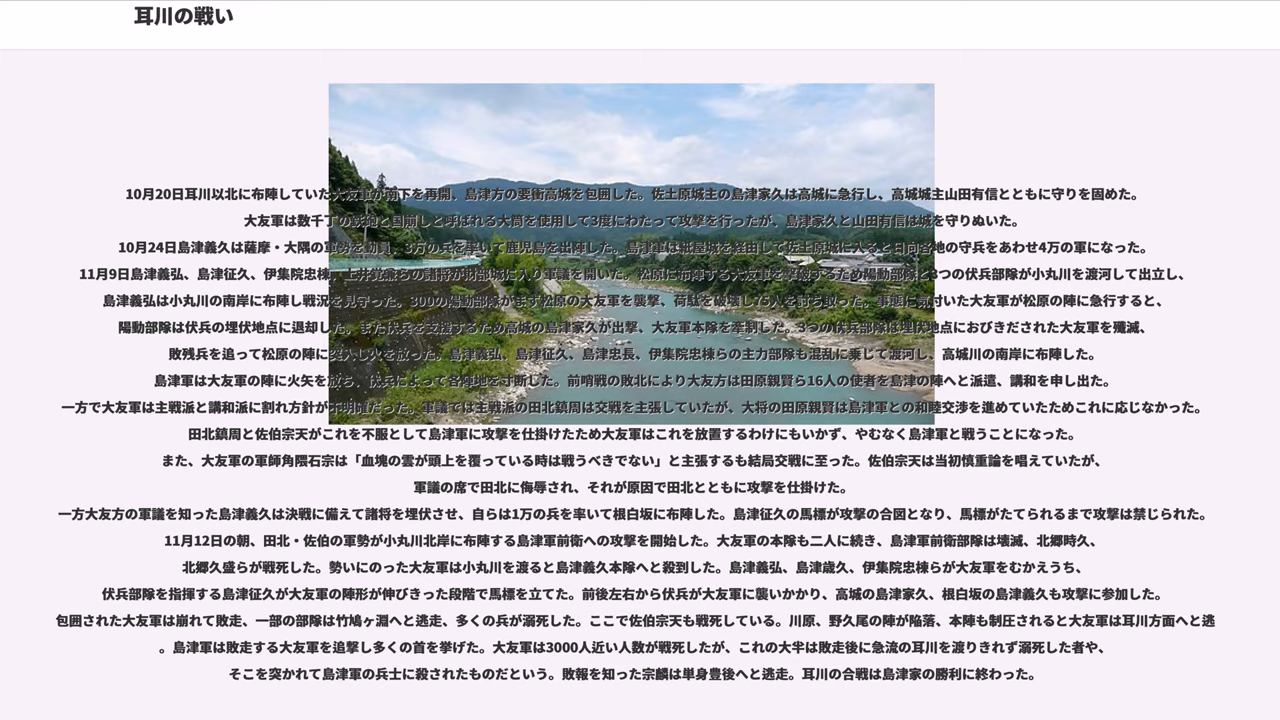 耳川の戦い
10月20日耳川以北に布陣していた大友軍が南下を再開、島津方の要衝高城を包囲した。佐土原城主の島津家久は高城に急行し、高城城主山田有信とともに守りを固めた。
大友軍は数千丁の鉄砲と国崩しと呼ばれる大筒を使用して3度にわたって攻撃を行ったが、島津家久と山田有信は城を守りぬいた。
10月24日島津義久は薩摩・大隅の軍勢を動員、3万の兵を率いて鹿児島を出陣した。島津軍は紙屋城を経由して佐土原城に入ると日向各地の守兵をあわせ4万の軍になった。
11月9日島津義弘、島津征久、伊集院忠棟、上井覚兼らの諸将が財部城に入り軍議を開いた。松原に布陣する大友軍を撃破するため陽動部隊と3つの伏兵部隊が小丸川を渡河して出立し、
島津義弘は小丸川の南岸に布陣し戦況を見守った。300の陽動部隊がまず松原の大友軍を襲撃、荷駄を破壊し75人を討ち取った。事態に気付いた大友軍が松原の陣に急行すると、
陽動部隊は伏兵の埋伏地点に退却した。また伏兵を支援するため高城の島津家久が出撃、大友軍本隊を牽制した。3つの伏兵部隊は埋伏地点におびきだされた大友軍を殲滅、
敗残兵を追って松原の陣に突入し火を放った。島津義弘、島津征久、島津忠長、伊集院忠棟らの主力部隊も混乱に乗じて渡河し、高城川の南岸に布陣した。
島津軍は大友軍の陣に火矢を放ち、伏兵によって各陣地を寸断した。前哨戦の敗北により大友方は田原親賢ら16人の使者を島津の陣へと派遣、講和を申し出た。
一方で大友軍は主戦派と講和派に割れ方針が不明確だった。軍議では主戦派の田北鎮周は交戦を主張していたが、大将の田原親賢は島津軍との和睦交渉を進めていたためこれに応じなかった。
田北鎮周と佐伯宗天がこれを不服として島津軍に攻撃を仕掛けたため大友軍はこれを放置するわけにもいかず、やむなく島津軍と戦うことになった。
また、大友軍の軍師角隈石宗は「血塊の雲が頭上を覆っている時は戦うべきでない」と主張するも結局交戦に至った。佐伯宗天は当初慎重論を唱えていたが、
軍議の席で田北に侮辱され、それが原因で田北とともに攻撃を仕掛けた。
一方大友方の軍議を知った島津義久は決戦に備えて諸将を埋伏させ、自らは1万の兵を率いて根白坂に布陣した。島津征久の馬標が攻撃の合図となり、馬標がたてられるまで攻撃は禁じられた。
11月12日の朝、田北・佐伯の軍勢が小丸川北岸に布陣する島津軍前衛への攻撃を開始した。大友軍の本隊も二人に続き、島津軍前衛部隊は壊滅、北郷時久、
北郷久盛らが戦死した。勢いにのった大友軍は小丸川を渡ると島津義久本隊へと殺到した。島津義弘、島津歳久、伊集院忠棟らが大友軍をむかえうち、
伏兵部隊を指揮する島津征久が大友軍の陣形が伸びきった段階で馬標を立てた。前後左右から伏兵が大友軍に襲いかかり、高城の島津家久、根白坂の島津義久も攻撃に参加した。
包囲された大友軍は崩れて敗走、一部の部隊は竹鳩ヶ淵へと逃走、多くの兵が溺死した。ここで佐伯宗天も戦死している。川原、野久尾の陣が陥落、本陣も制圧されると大友軍は耳川方面へと逃
。島津軍は敗走する大友軍を追撃し多くの首を挙げた。大友軍は3000人近い人数が戦死したが、これの大半は敗走後に急流の耳川を渡りきれず溺死した者や、
そこを突かれて島津軍の兵士に殺されたものだという。敗報を知った宗麟は単身豊後へと逃走。耳川の合戦は島津家の勝利に終わった。